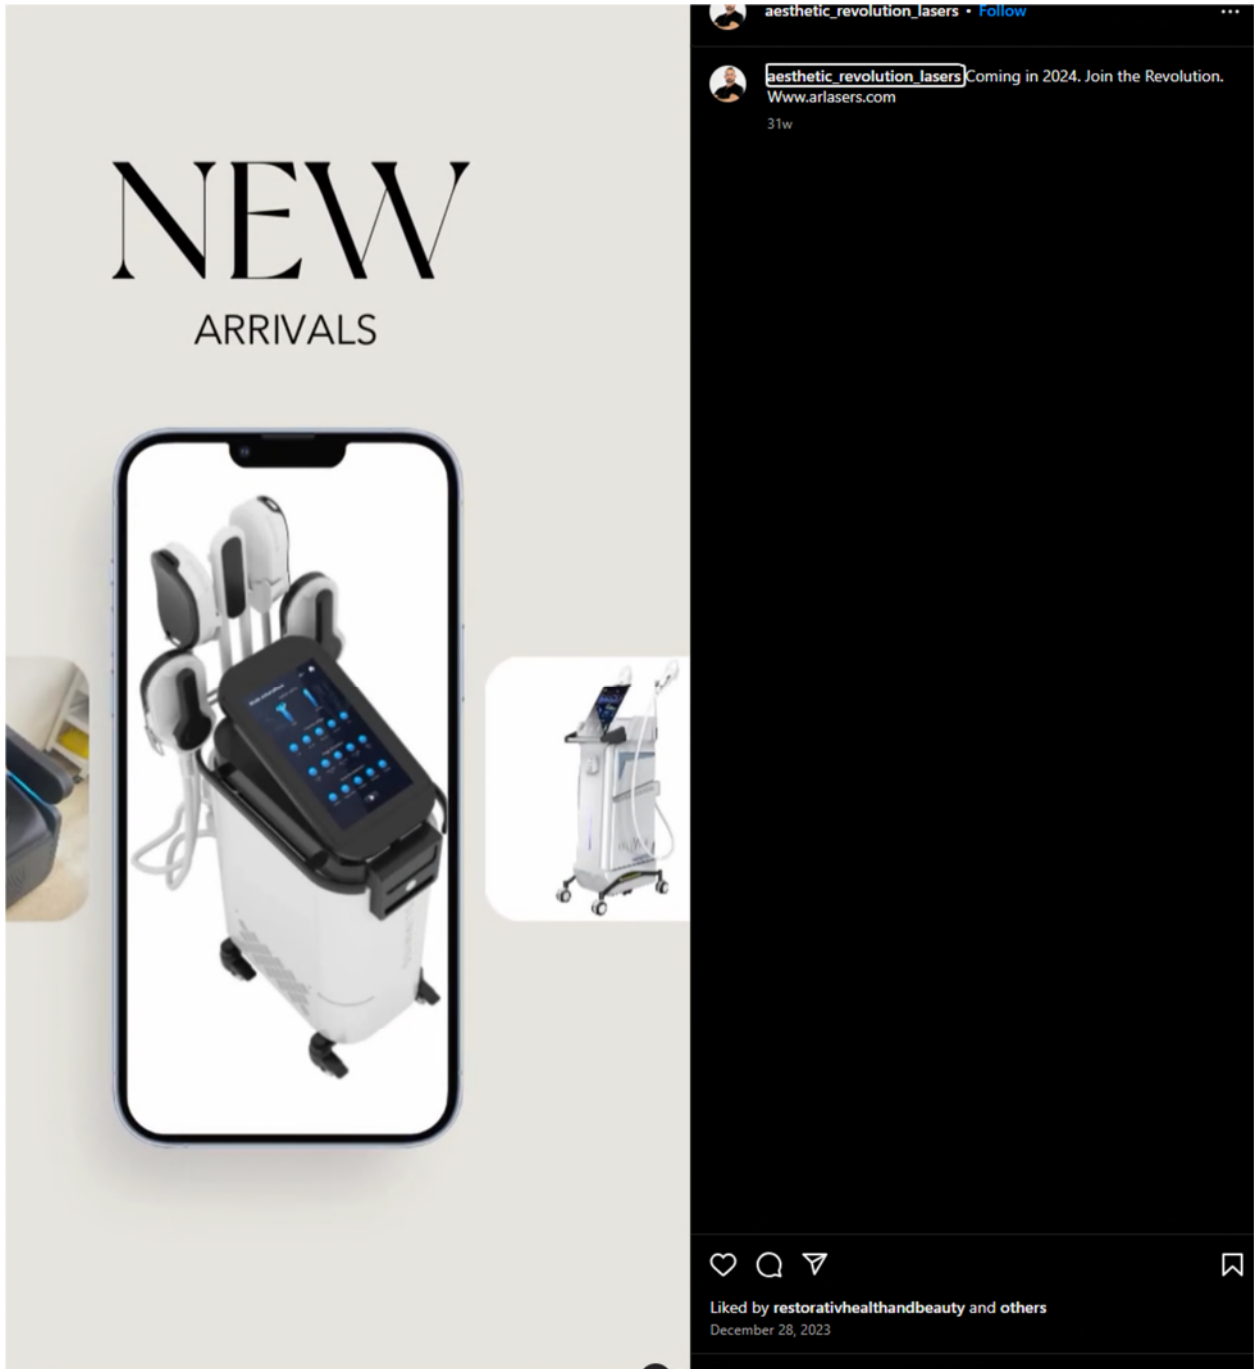 NEW
ARRIVALS
aesthetic_revolution_lasers • Follow
aesthetic_revolution_lasers Coming in 2024. Join the Revolution.
Www.arlasers.com
31w
Liked by restorativhealthandbeauty and others
December 28, 2023